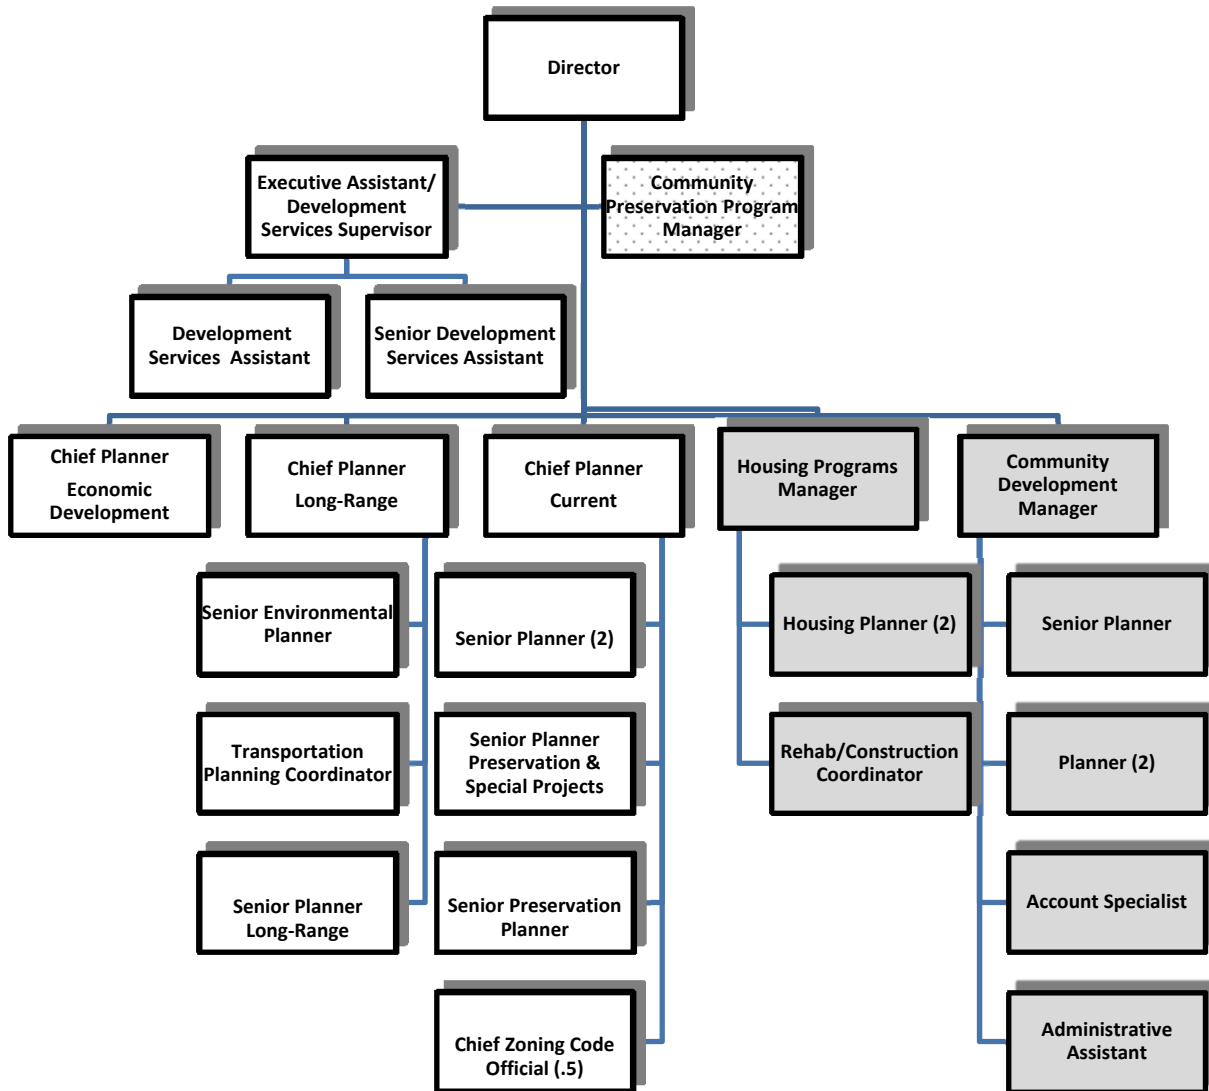 Director
Executive Assistant/
Development
Services Supervisor
Community
Preservation Program
Manager
Development
Services Assistant
Senior Development
Services Assistant
Chief Planner
Economic
Development
Chief Planner
Long-Range
Chief Planner
Current
Housing Programs
Manager
Community
Development
Manager
Senior Environmental
Planner
Senior Planner (2)
Housing Planner (2)
Senior Planner
Transportation
Planning Coordinator
Senior Planner
Preservation &
Special Projects
Rehab/Construction
Coordinator
Planner (2)
Senior Planner
Long-Range
Senior Preservation
Planner
Account Specialist
Chief Zoning Code
Official (.5)
Administrative
Assistant